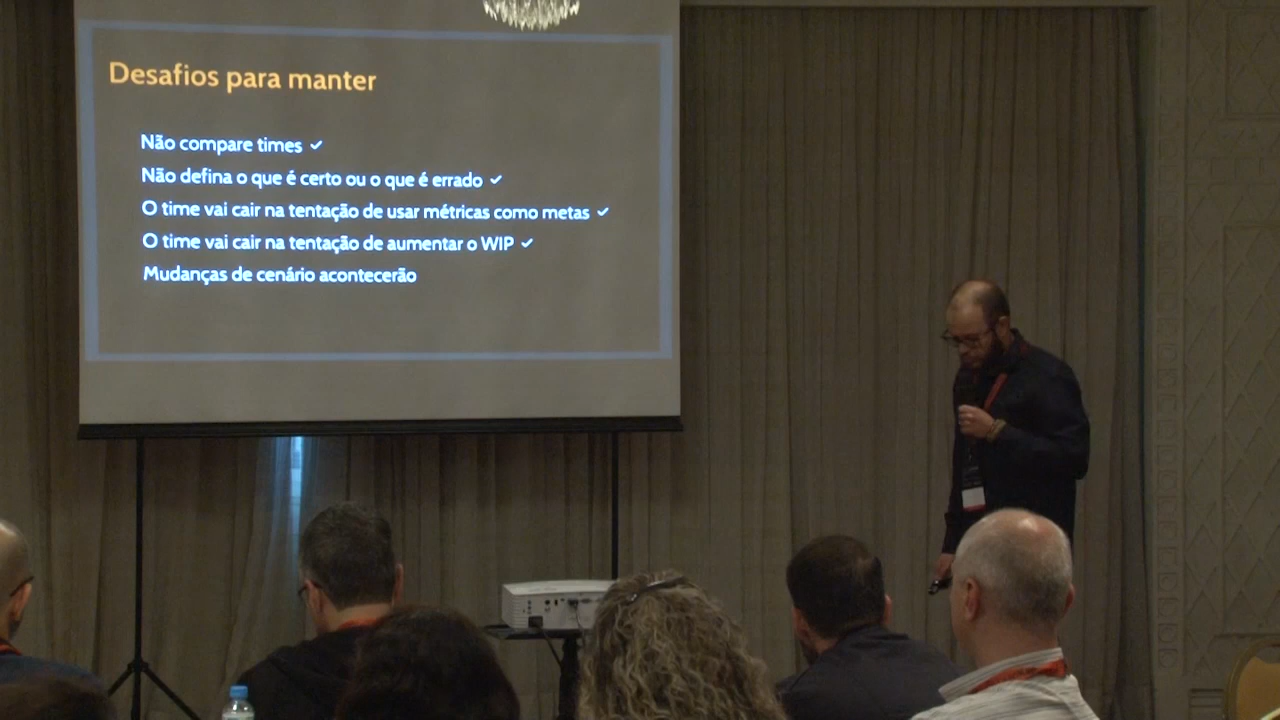 Desafios para manter
Não compare times ✓
Não defina o que é certo ou o que é errado ✓
O time vai cair na tentação de usar métricas como metas ✓
O time vai cair na tentação de aumentar o WIP ✓
Mudanças de cenário acontecerão